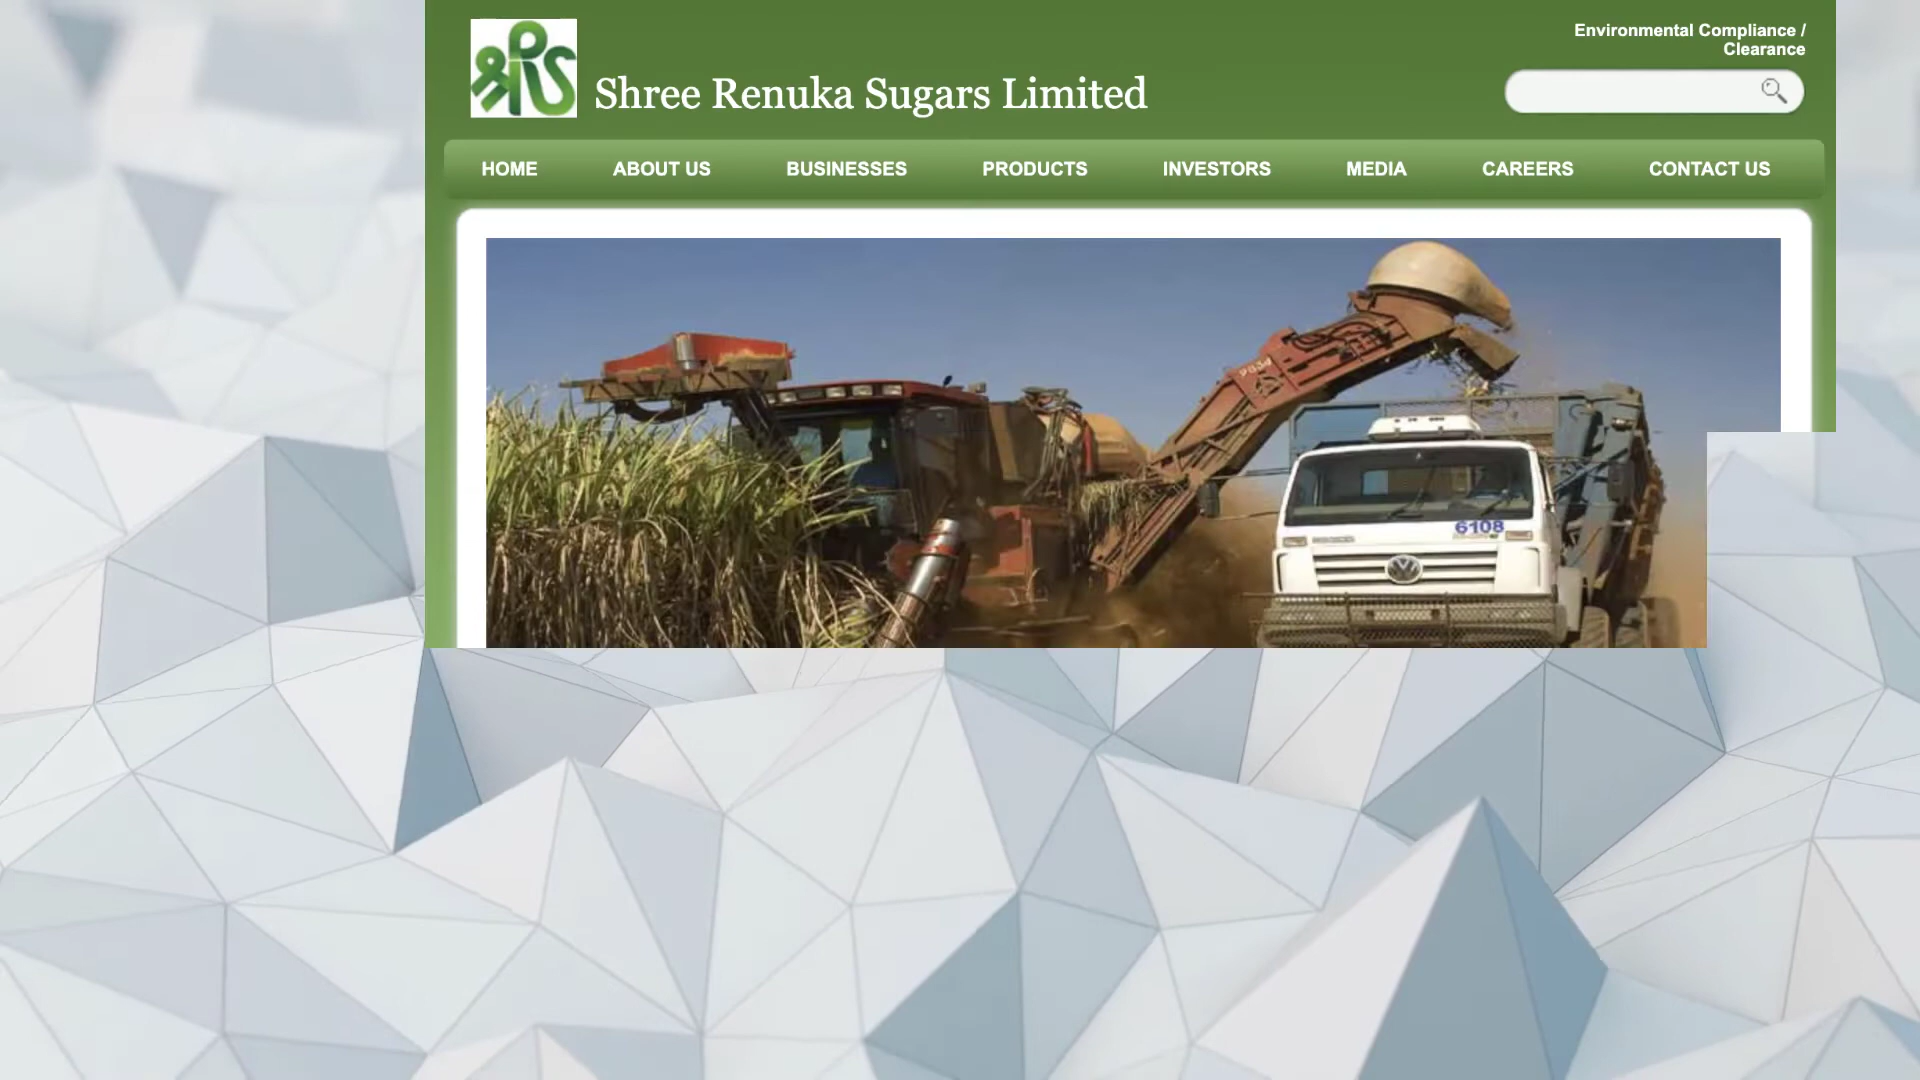 Environmental Compliance /
Clearance
Shree Renuka Sugars Limited
HOME ABOUT US BUSINESSES PRODUCTS INVESTORS MEDIA CAREERS CONTACT US
6108